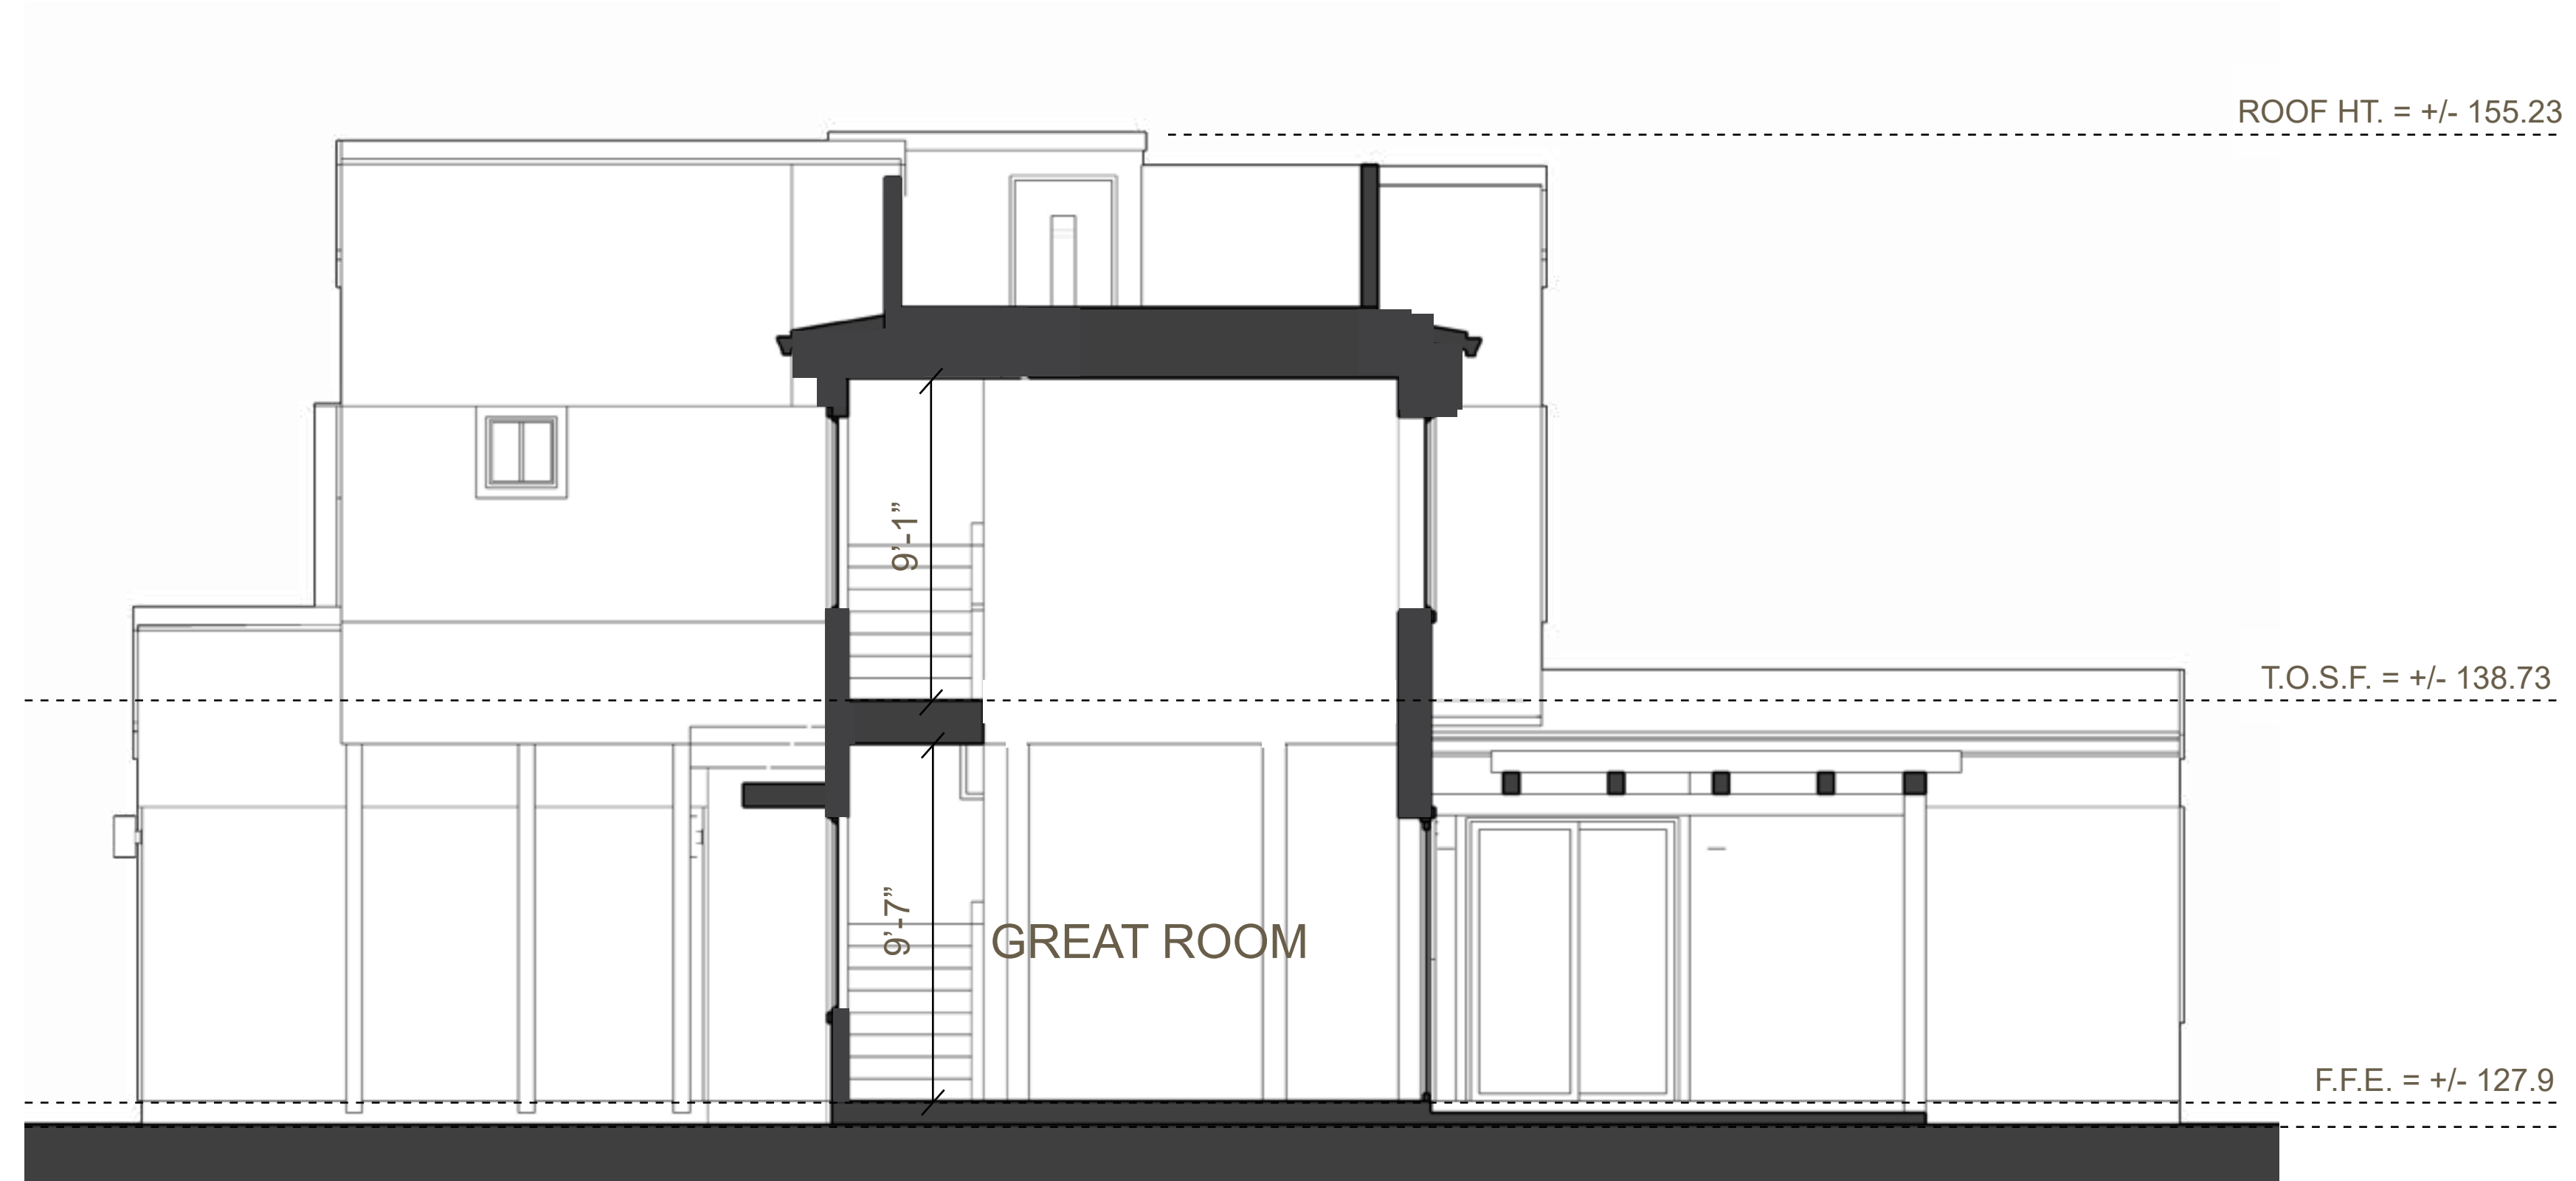 ROOF HT. = +/- 155.23
9’-1”
T.O.S.F. = +/- 138.73
9’-7”
GREAT ROOM
F.F.E. = +/- 127.9